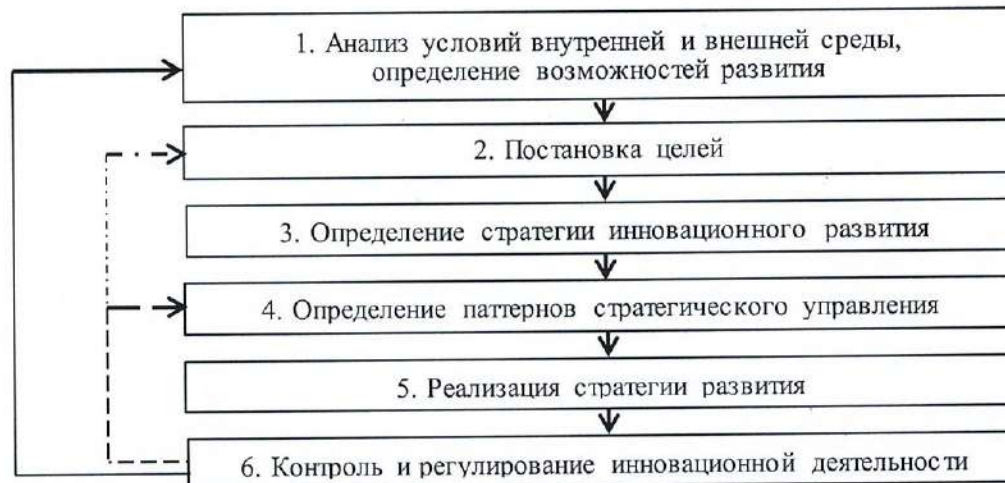 1. Анализ условий внутренней и внешней среды,
определение возможностей развития
2. Постановка целей
3. Определение стратегии инновационного развития
4. Определение паттернов стратегического управления
5. Реализация стратегии развития
6. Контроль и регулирование инновационной деятельности